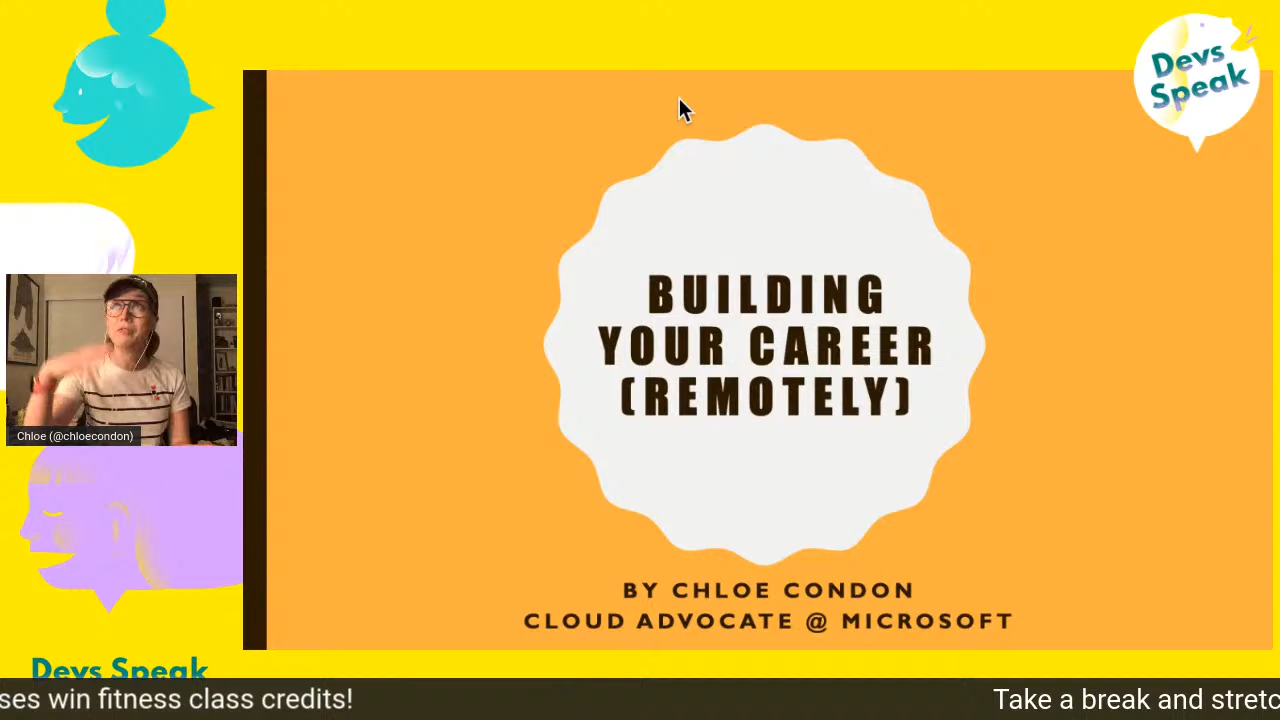 Devs
Speak
BUILDING
YOUR CAREER
(REMOTELY)
Chloe (@chloecondon)
BY CHLOE CONDON
CLOUD ADVOCATE @ MICROSOFT
Devs Speak
ses win fitness class credits!
Take a break and stretc